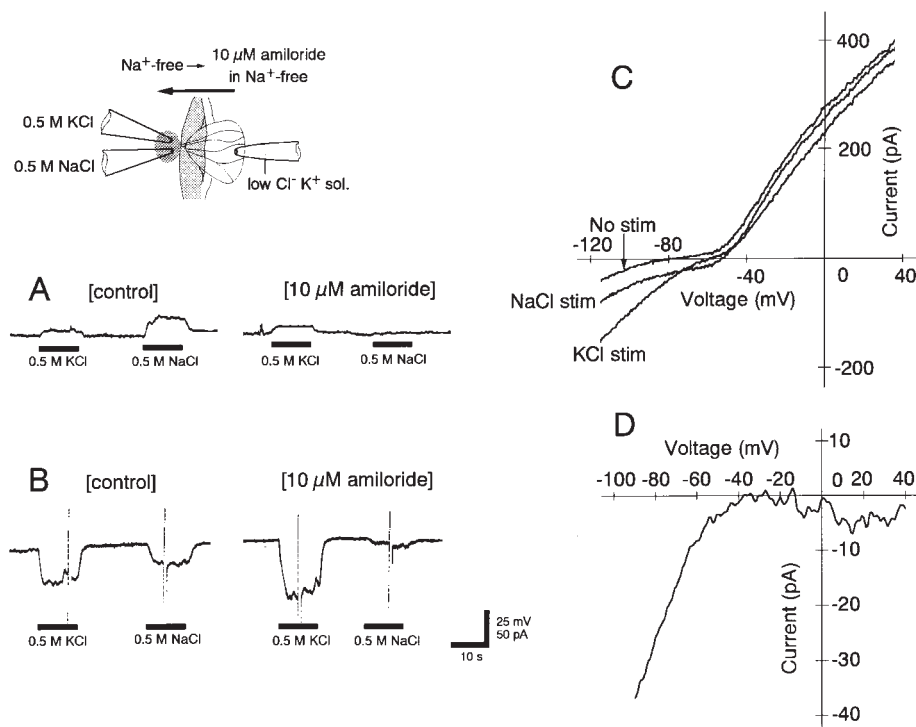 Na+-free → 10 µM amiloride
in Na+-free
0.5 M KCl
0.5 M NaCl
low Cl- K+ sol.
A
[control]
[10 µM amiloride]
0.5 M KCl
0.5 M NaCl
0.5 M KCl
0.5 M NaCl
B
[control]
[10 µM amiloride]
0.5 M KCl
0.5 M NaCl
0.5 M KCl
0.5 M NaCl
25 mV
50 pA
10 s
C
400
200
Current (pA)
No stim
-120
-80
0
40
NaCl stim
Voltage (mV)
KCl stim
-200
D
Voltage (mV)
10
-100
-80
-60
-40
-20
0
20
40
-10
-20
-30
-40
Current (pA)